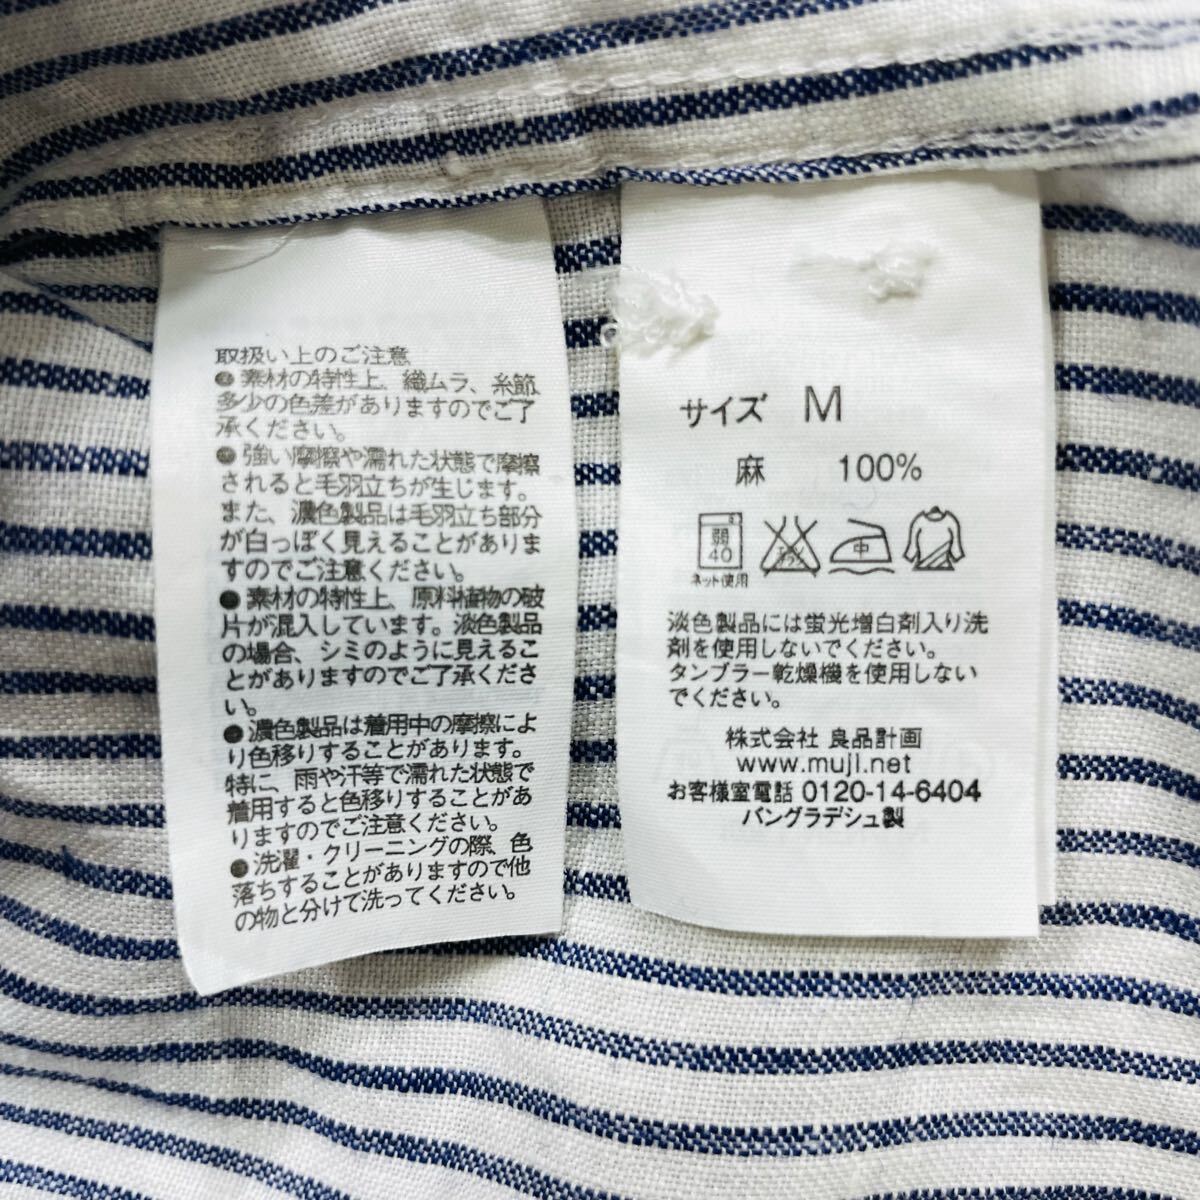 取扱い上のご注意
●素材の特性上、織ムラ、糸節、
多少の色差がありますのでご了
承ください。
●強い摩擦や濡れた状態で摩擦
されると毛羽立ちが生じます。
また、濃色製品は毛羽立ち部分
が白っぽく見えることがありま
すのでご注意ください。
●素材の特性上、原料植物の破
片が混入しています。淡色製品
の場合、シミのように見えるこ
とがありますのでご了承くださ
い。
●濃色製品は着用中の摩擦によ
り色移りすることがあります。
特に、雨や汗等で濡れた状態で
着用すると色移りすることがあ
りますのでご注意ください。
●洗濯・クリーニングの際、色
落ちすることがありますので他
の物と分けて洗ってください。
サイズ M
麻 100%
弱
40
エンソ
サラシ
中
ネット使用
淡色製品には蛍光増白剤入り洗
剤を使用しないでください。
タンブラー乾燥機を使用しない
でください。
株式会社 良品計画
www.muji.net
お客様室電話 0120-14-6404
バングラデシュ製